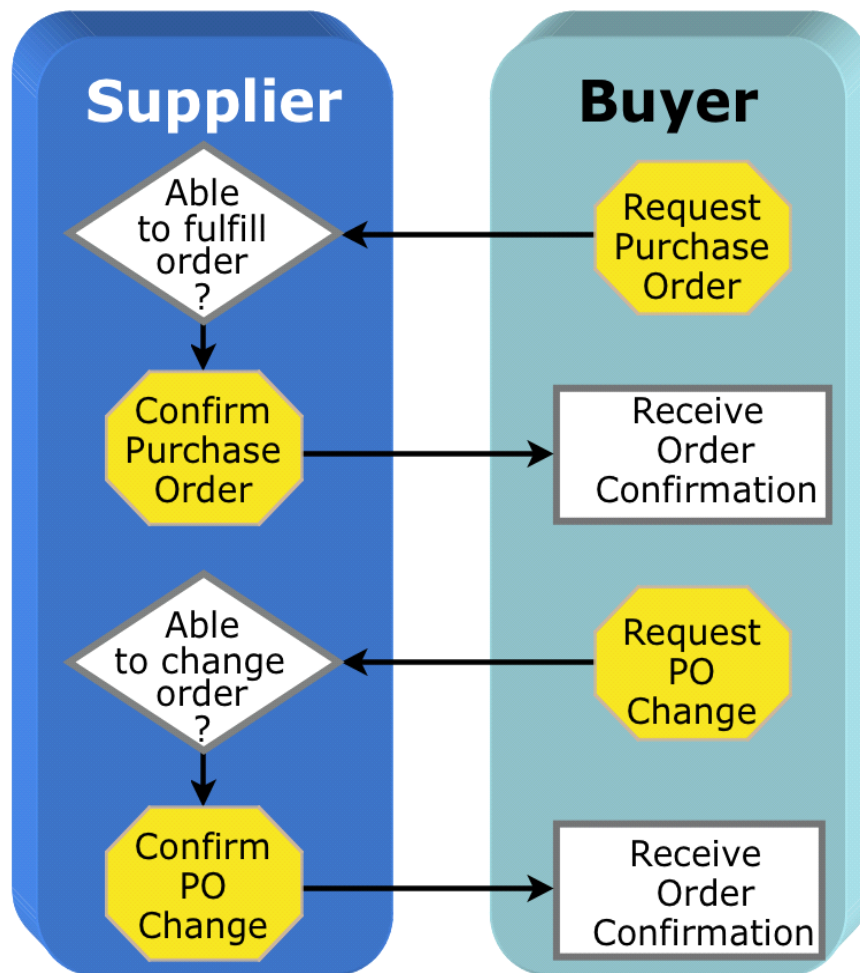 Supplier
Able
to fulfill
order
?
Confirm
Purchase
Order
Able
to change
order
?
Confirm
PO
Change
Buyer
Request
Purchase
Order
Receive
Order
Confirmation
Request
PO
Change
Receive
Order
Confirmation